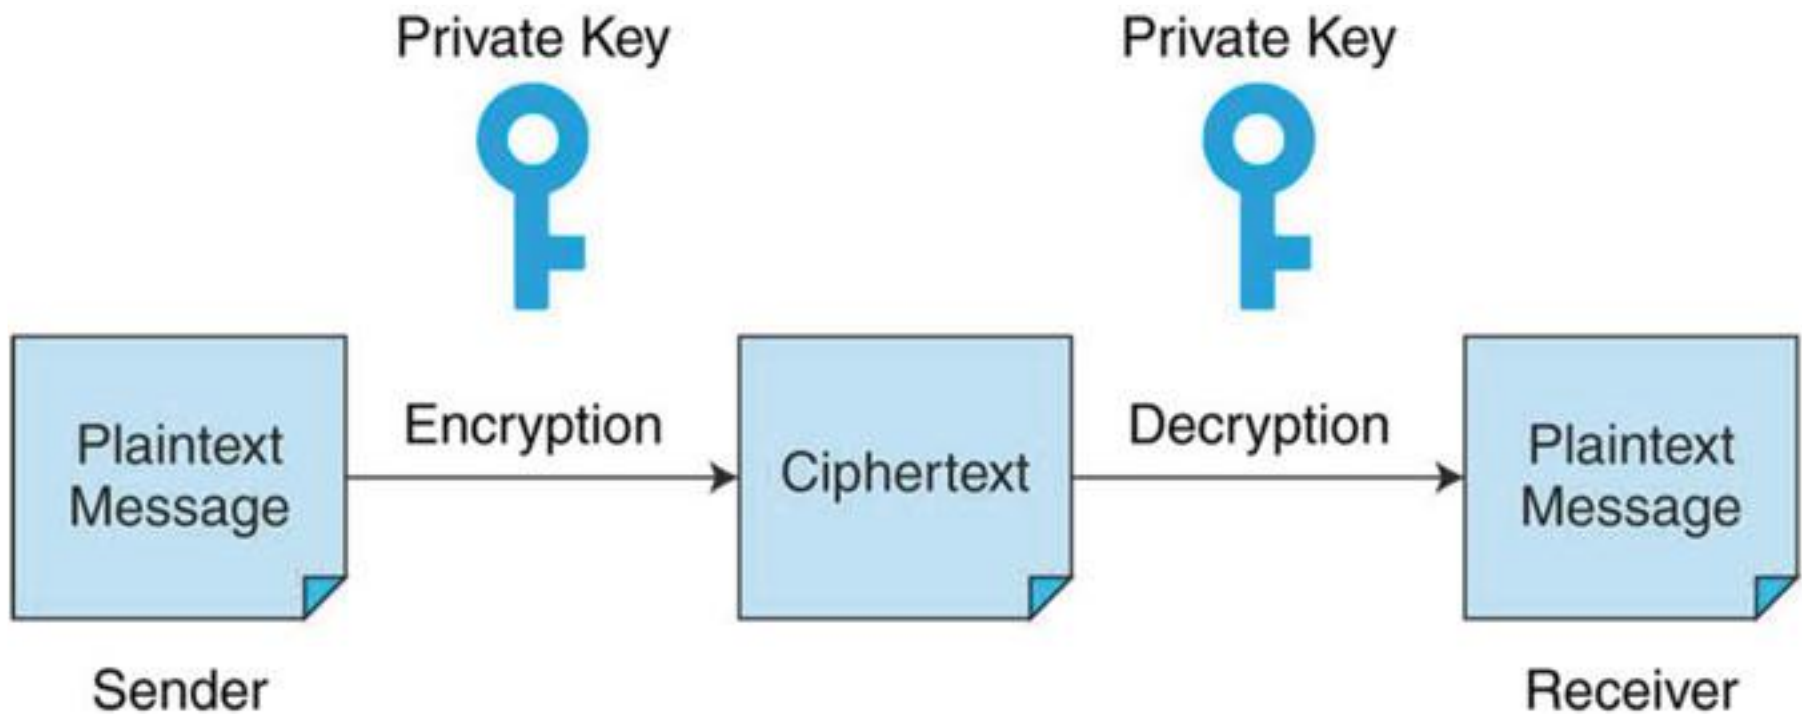 Private Key
Private Key
Plaintext
Message
Encryption
Ciphertext
Decryption
Plaintext
Message
Sender
Receiver